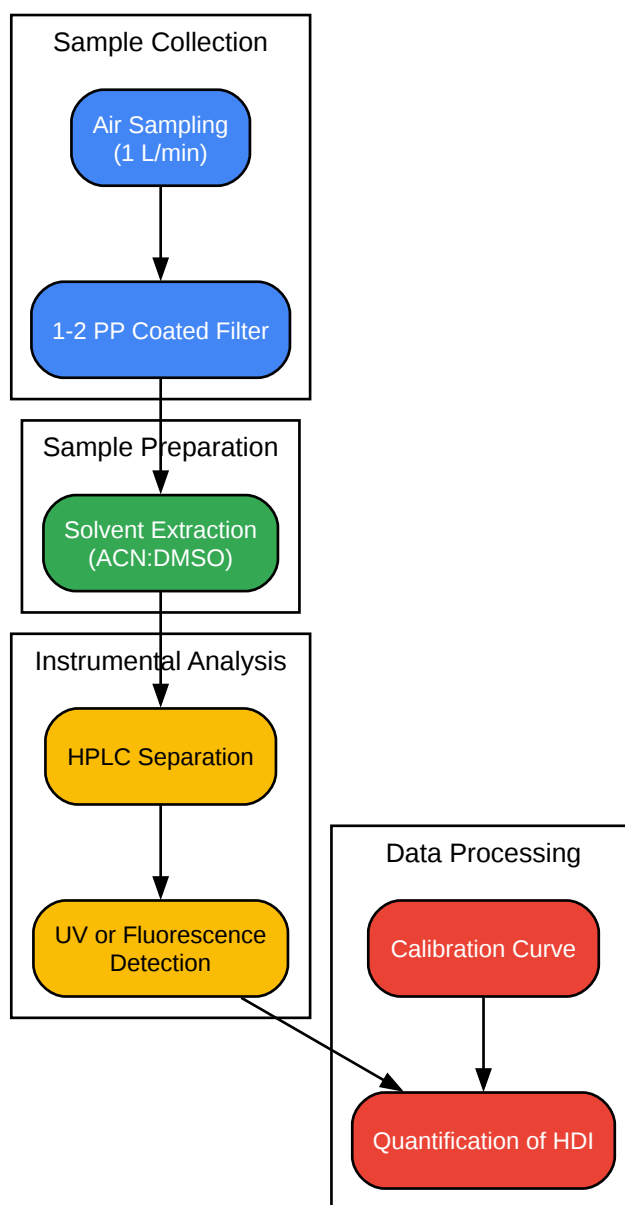 Sample Collection
Air Sampling
(1 L/min)
1-2 PP Coated Filter
Sample Preparation
Solvent Extraction
(ACN:DMSO)
Instrumental Analysis
HPLC Separation
UV or Fluorescence
Detection
Data Processing
Calibration Curve
Quantification of HDI